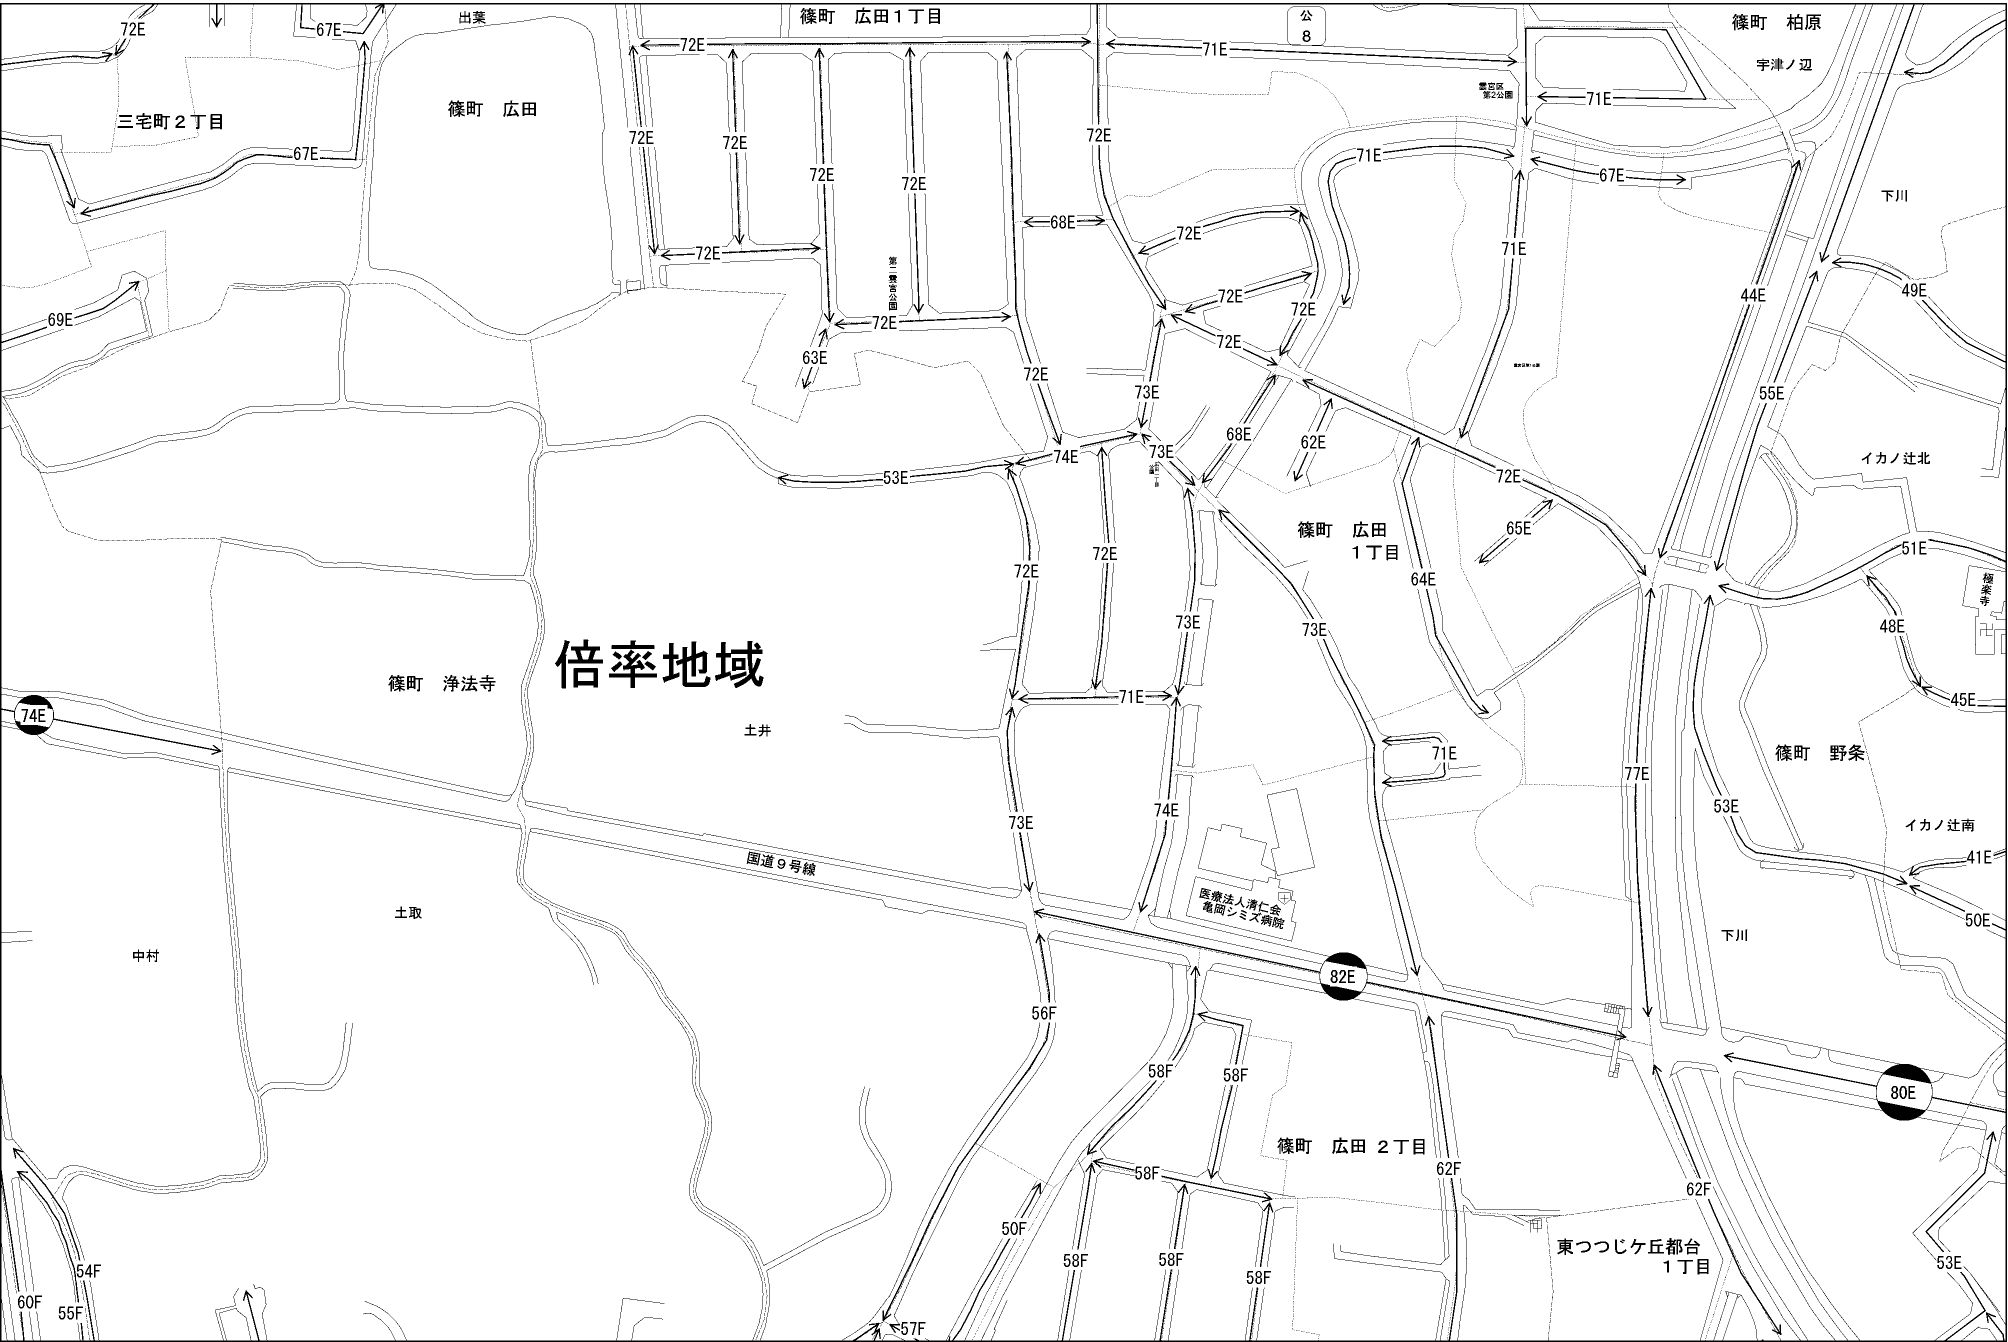 72E
67E
出葉
篠町　広田１丁目
公
8
篠町　柏原
72E
71E
宇津ノ辺
雲宮区
第2公園
71E
三宅町２丁目
篠町　広田
72E
72E
72E
67E
71E
72E
72E
67E
下川
68E
72E
71E
72E
第二雲宮公園
49E
44E
72E
72E
69E
72E
72E
63E
72E
73E
55E
68E
62E
73E
74E
イカノ辻北
53E
72E
65E
篠町　広田
１丁目
51E
72E
72E
64E
極楽寺
73E
73E
48E
倍率地域
篠町　浄法寺
71E
45E
74E
土井
71E
篠町　野条
77E
53E
74E
73E
イカノ辻南
国道９号線
41E
医療法人清仁会
亀岡シミズ病院
土取
50E
下川
中村
82E
56F
58F
58F
80E
篠町　広田 ２丁目
58F
62F
62F
50F
東つつじケ丘都台
１丁目
58F
58F
58F
53E
54F
60F
55F
57F